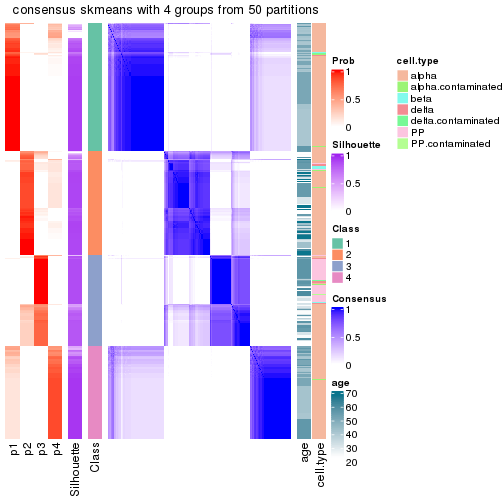 consensus skmeans with 4 groups from 50 partitions
Prob
1
0.5
0
Silhouette
1
0.5
0
Class
1
2
3
4
Consensus
1
0.5
0
age
70
60
50
40
30
20
cell.type
alpha
alpha.contaminated
beta
delta
delta.contaminated
PP
PP.contaminated
p1
p2
p3
p4
Silhouette
Class
age
cell.type